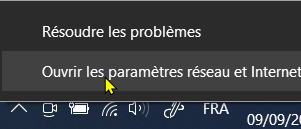 Résoudre les problèmes
Ouvrir les paramètres réseau et Internet
FRA
09/09/20